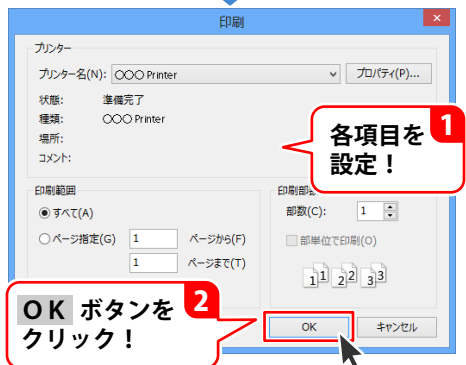 印刷
×
プリンター
プリンター名(N): 〇〇〇 Printer プロパティ(P)...
状態: 準備完了
種類: 〇〇〇 Printer
場所:
コメント:
1
各項目を
設定！
印刷範囲
すべて(A)
ページ指定(G) 1 ページから(F)
1 ページまで(T)
印刷部
部数(C): 1
部単位で印刷(O)
1 1 2 2 3 3
2
OK ボタンを
クリック！
OK キャンセル